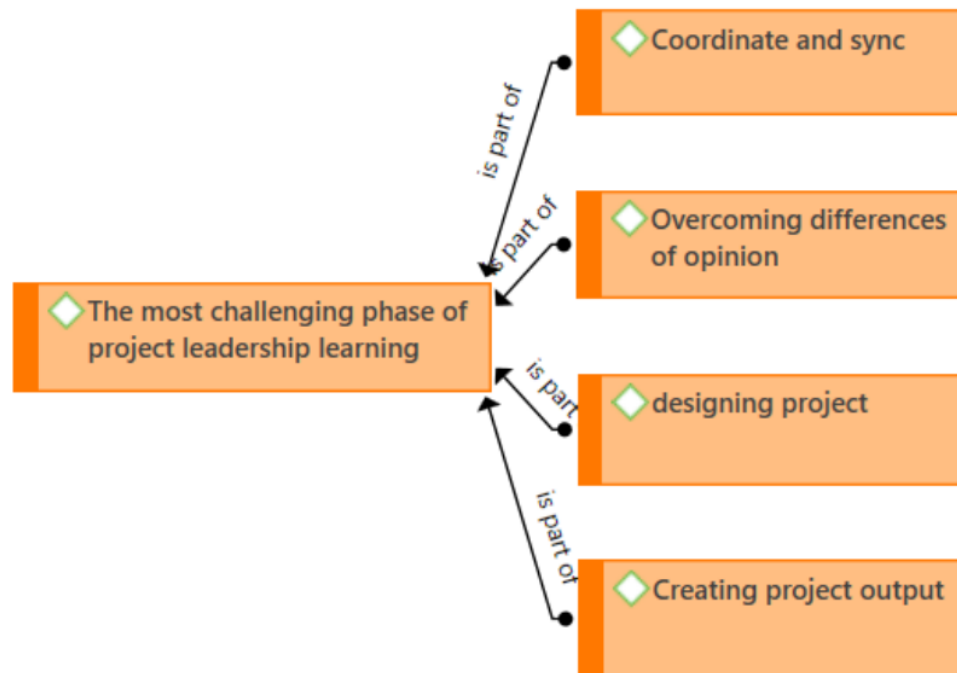 Coordinate and sync
is part of
Overcoming differences
of opinion
is part of
The most challenging phase of
project leadership learning
is part
designing project
is part of
Creating project output